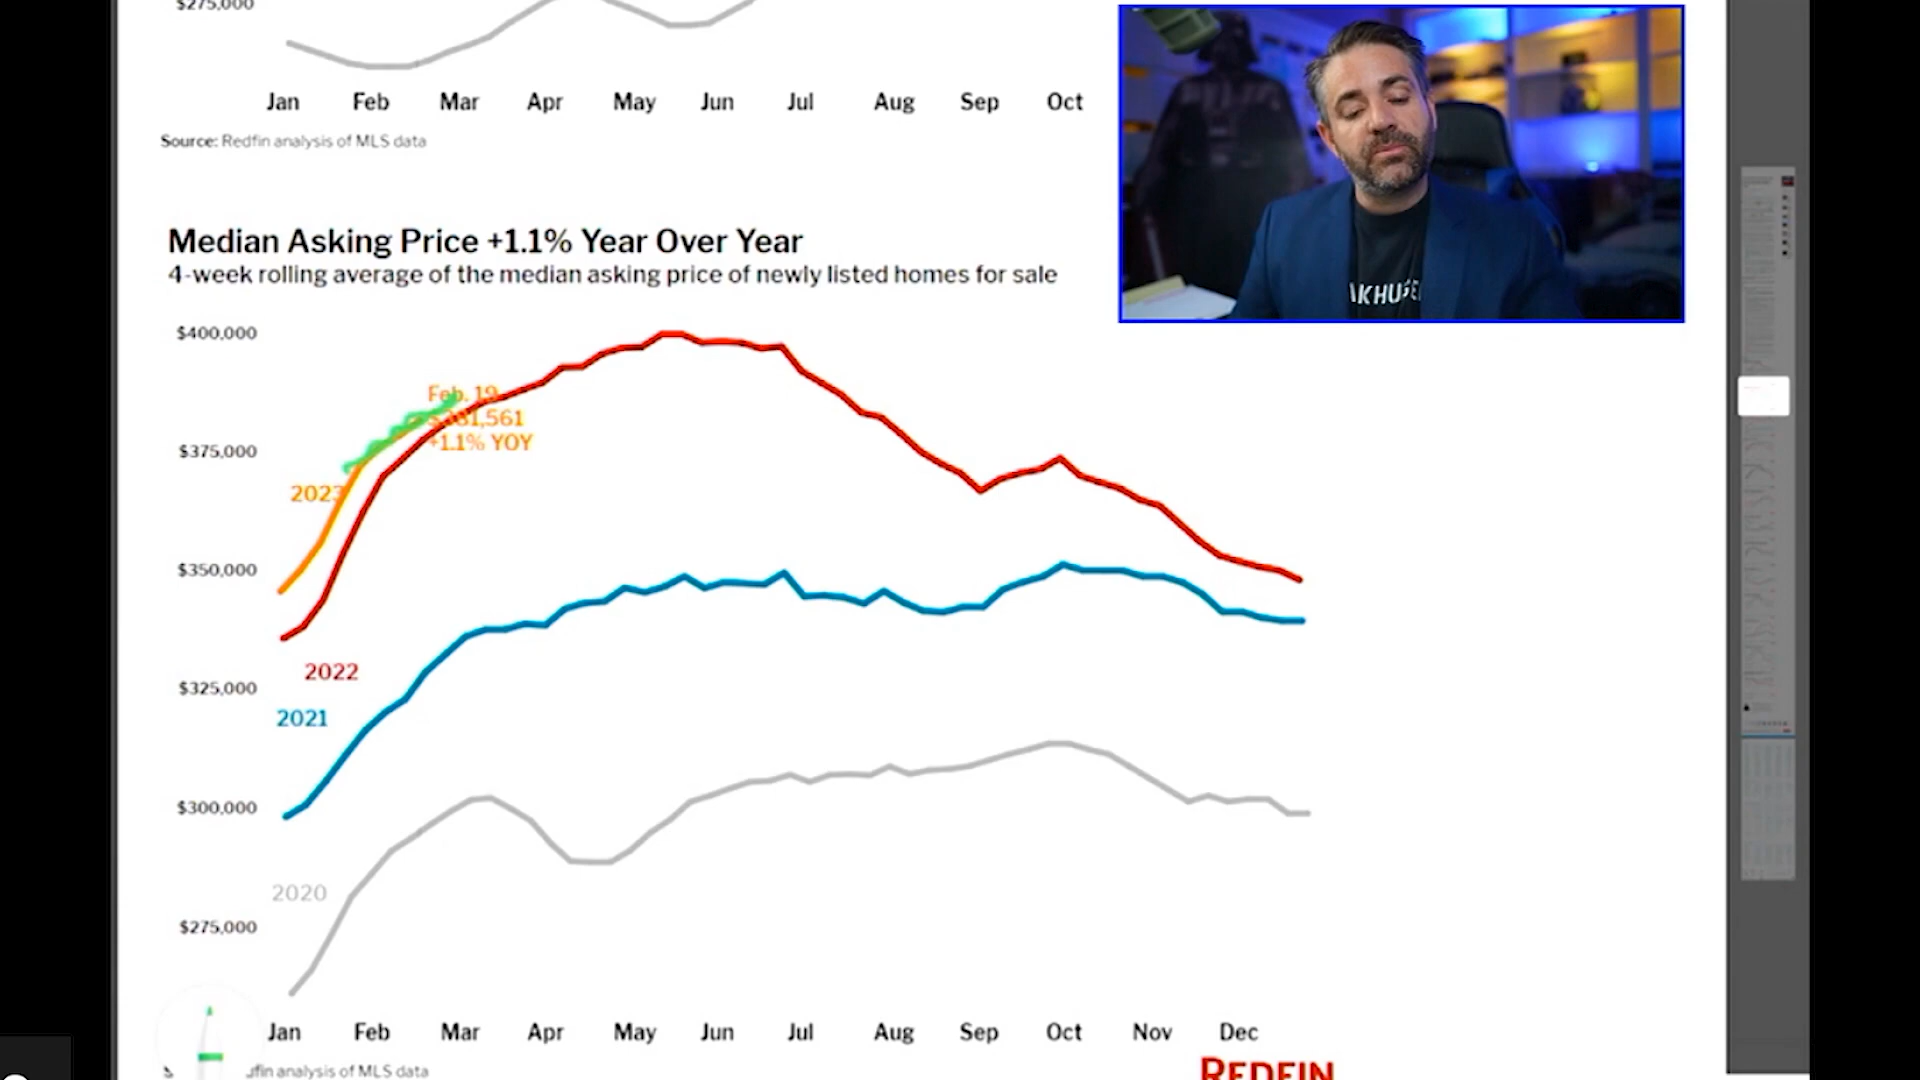 $275,000
Jan Feb Mar Apr May Jun Jul Aug Sep Oct
Source: Redfin analysis of MLS data
Median Asking Price +1.1% Year Over Year
4-week rolling average of the median asking price of newly listed homes for sale
$400,000
Feb. 19
$381,561
+1.1% YOY
$375,000
2023
$350,000
2022
$325,000
2021
$300,000
2020
$275,000
Jan Feb Mar Apr May Jun Jul Aug Sep Oct Nov Dec
analysis of MLS data
REDFIN